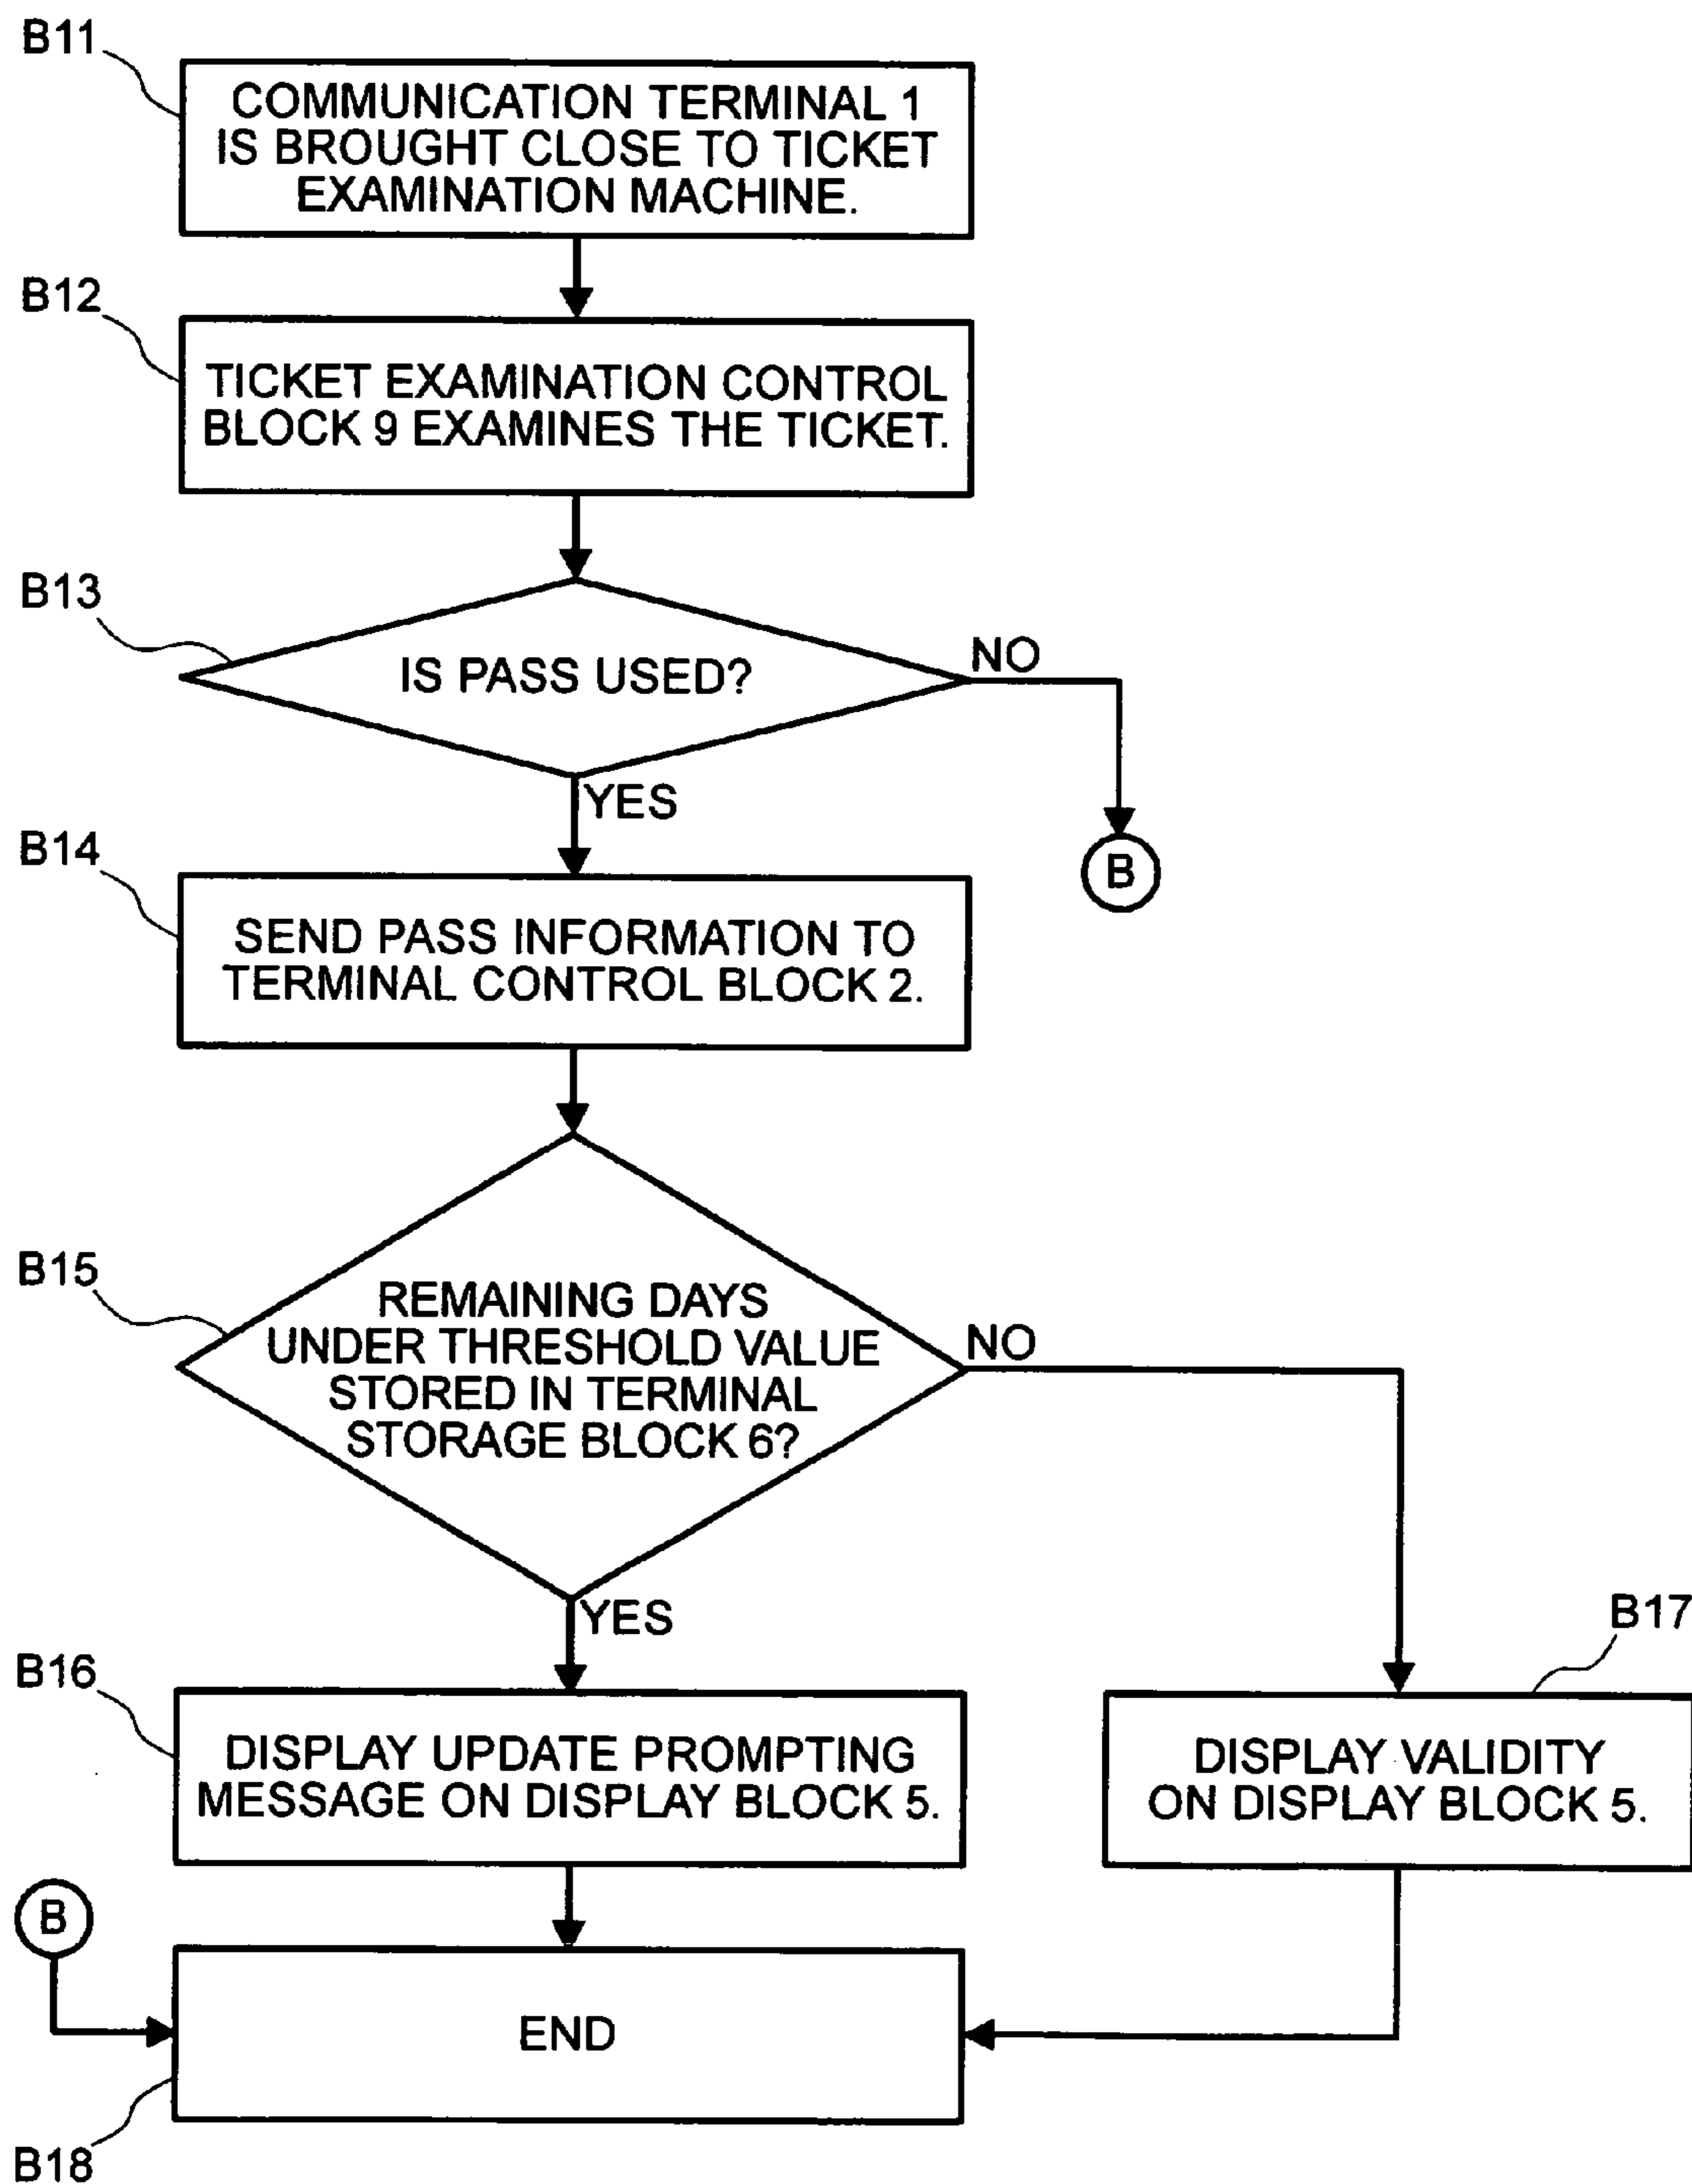 B11
COMMUNICATION TERMINAL 1
IS BROUGHT CLOSE TO TICKET
EXAMINATION MACHINE.
B12
TICKET EXAMINATION CONTROL
BLOCK 9 EXAMINES THE TICKET.
B13
IS PASS USED?
NO
YES
B
B14
SEND PASS INFORMATION TO
TERMINAL CONTROL BLOCK 2.
B15
REMAINING DAYS
UNDER THRESHOLD VALUE
STORED IN TERMINAL
STORAGE BLOCK 6?
NO
YES
B16
DISPLAY UPDATE PROMPTING
MESSAGE ON DISPLAY BLOCK 5.
B17
DISPLAY VALIDITY
ON DISPLAY BLOCK 5.
B
END
B18